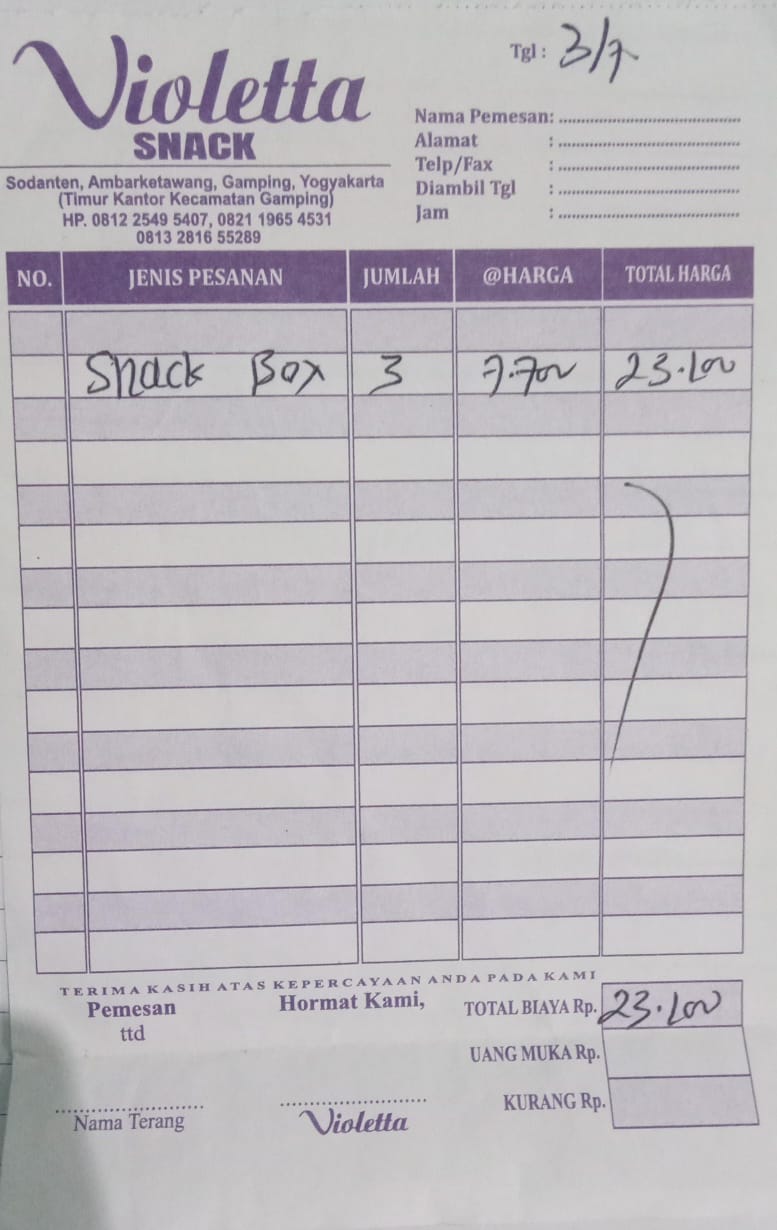 Violetta
SNACK
Sodanten, Ambarketawang, Gamping, Yogyakarta
(Timur Kantor Kecamatan Gamping)
HP. 0812 2549 5407, 0821 1965 4531
0813 2816 55289
Tgl : 3/7
Nama Pemesan:
Alamat :
Telp/Fax :
Diambil Tgl :
Jam :
NO. JENIS PESANAN JUMLAH @HARGA TOTAL HARGA
Snack Box 3 7.700 23.100
TERIMA KASIH ATAS KEPERCAYAAN ANDA PADA KAMI
Pemesan Hormat Kami, TOTAL BIAYA Rp. 23.100
ttd
UANG MUKA Rp.
KURANG Rp.
Nama Terang Violetta